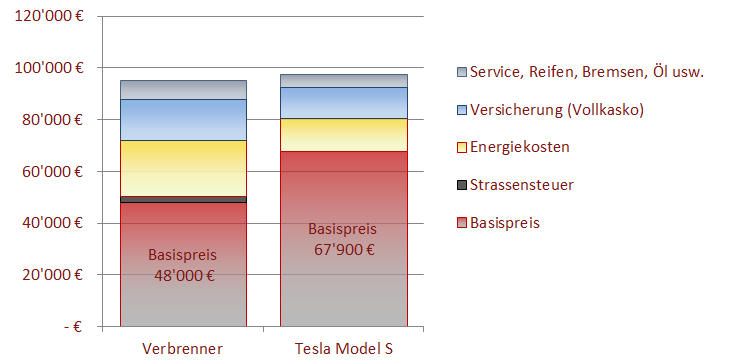 120'000 €
100'000 €
80'000 €
60'000 €
40'000 €
20'000 €
- €
Basispreis
48'000 €
Basispreis
67'900 €
Verbrenner
Tesla Model S
Service, Reifen, Bremsen, Öl usw.
Versicherung (Vollkasko)
Energiekosten
Strassensteuer
Basispreis